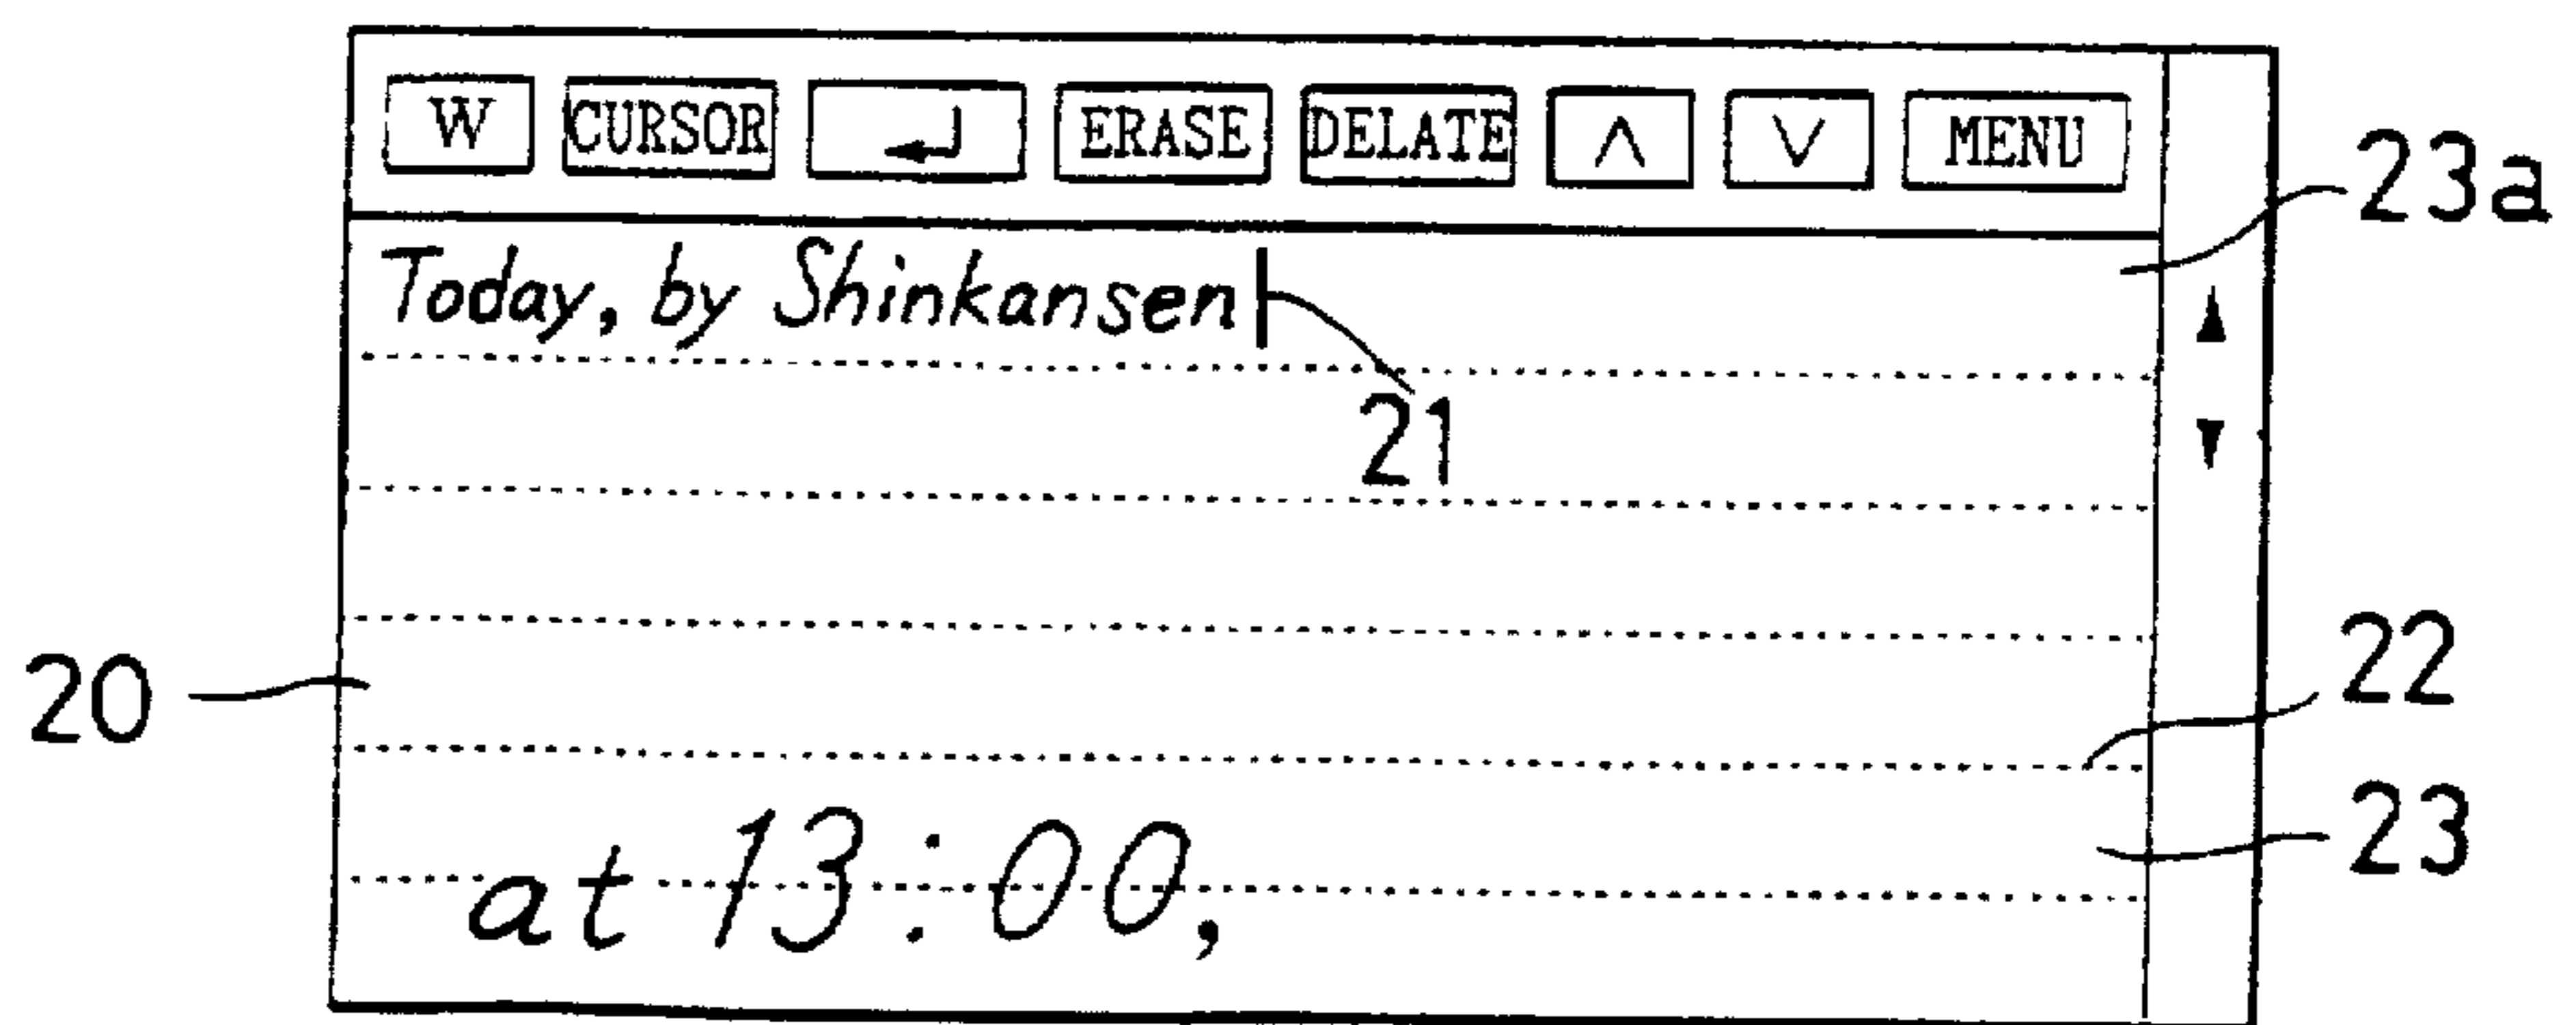 W CURSOR ERASE DELATE ∧ ∨ MENU
23a
Today, by Shinkansen
21
20
22
23
at 13:00,